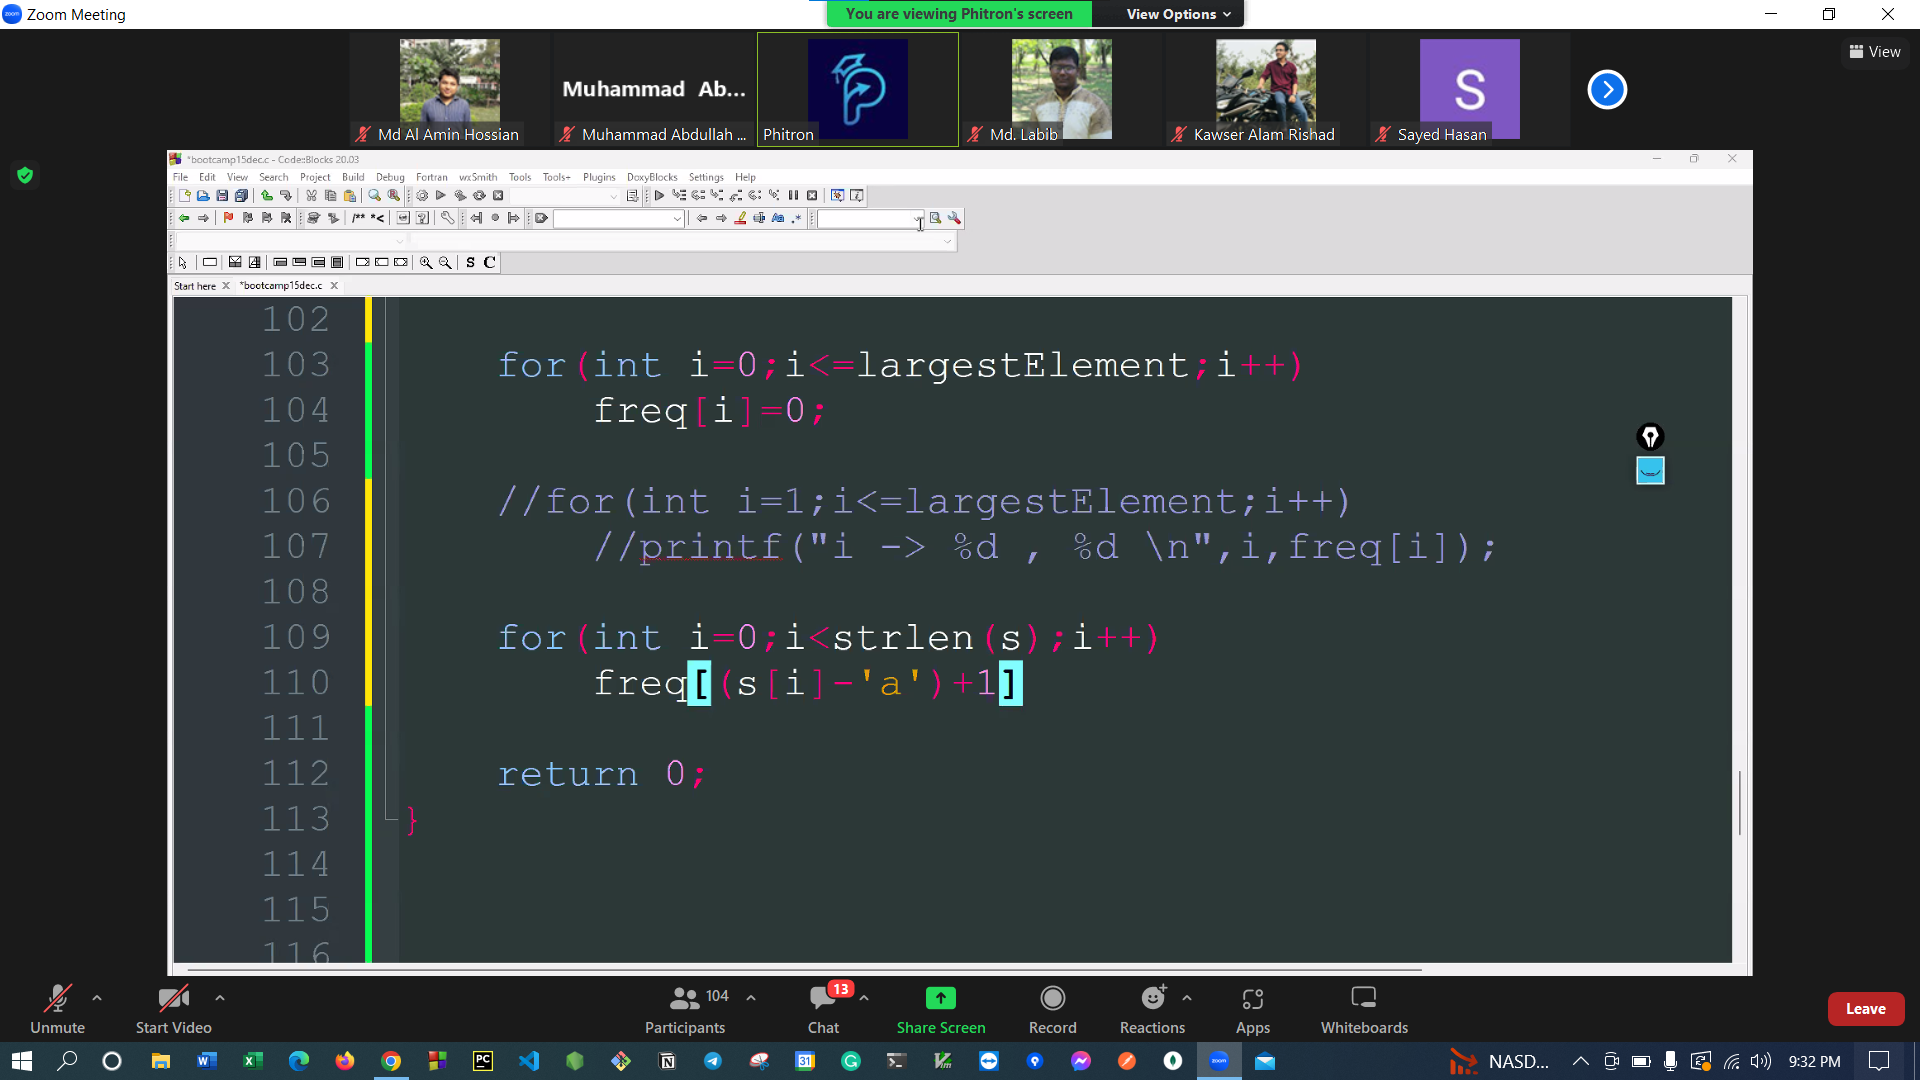 Zoom Meeting
You are viewing Phitron's screen
View Options
View
Muhammad Ab...
S
Md Al Amin Hossian
Muhammad Abdullah ...
Phitron
Md. Labib
Kawser Alam Rishad
Sayed Hasan
*bootcamp15dec.c - Code::Blocks 20.03
File Edit View Search Project Build Debug Fortran wxSmith Tools Tools+ Plugins DoxyBlocks Settings Help
/** *<
S C
Start here
*bootcamp15dec.c
102
103 for(int i=0;i<=largestElement;i++)
104 freq[i]=0;
105
106 //for(int i=1;i<=largestElement;i++)
107 //printf("i -> %d , %d \n",i,freq[i]);
108
109 for(int i=0;i<strlen(s);i++)
110 freq[(s[i]-'a')+1]
111
112 return 0;
113 }
114
115
116
104
13
Unmute
Start Video
Participants
Chat
Share Screen
Record
Reactions
Apps
Whiteboards
Leave
NASD...
9:32 PM